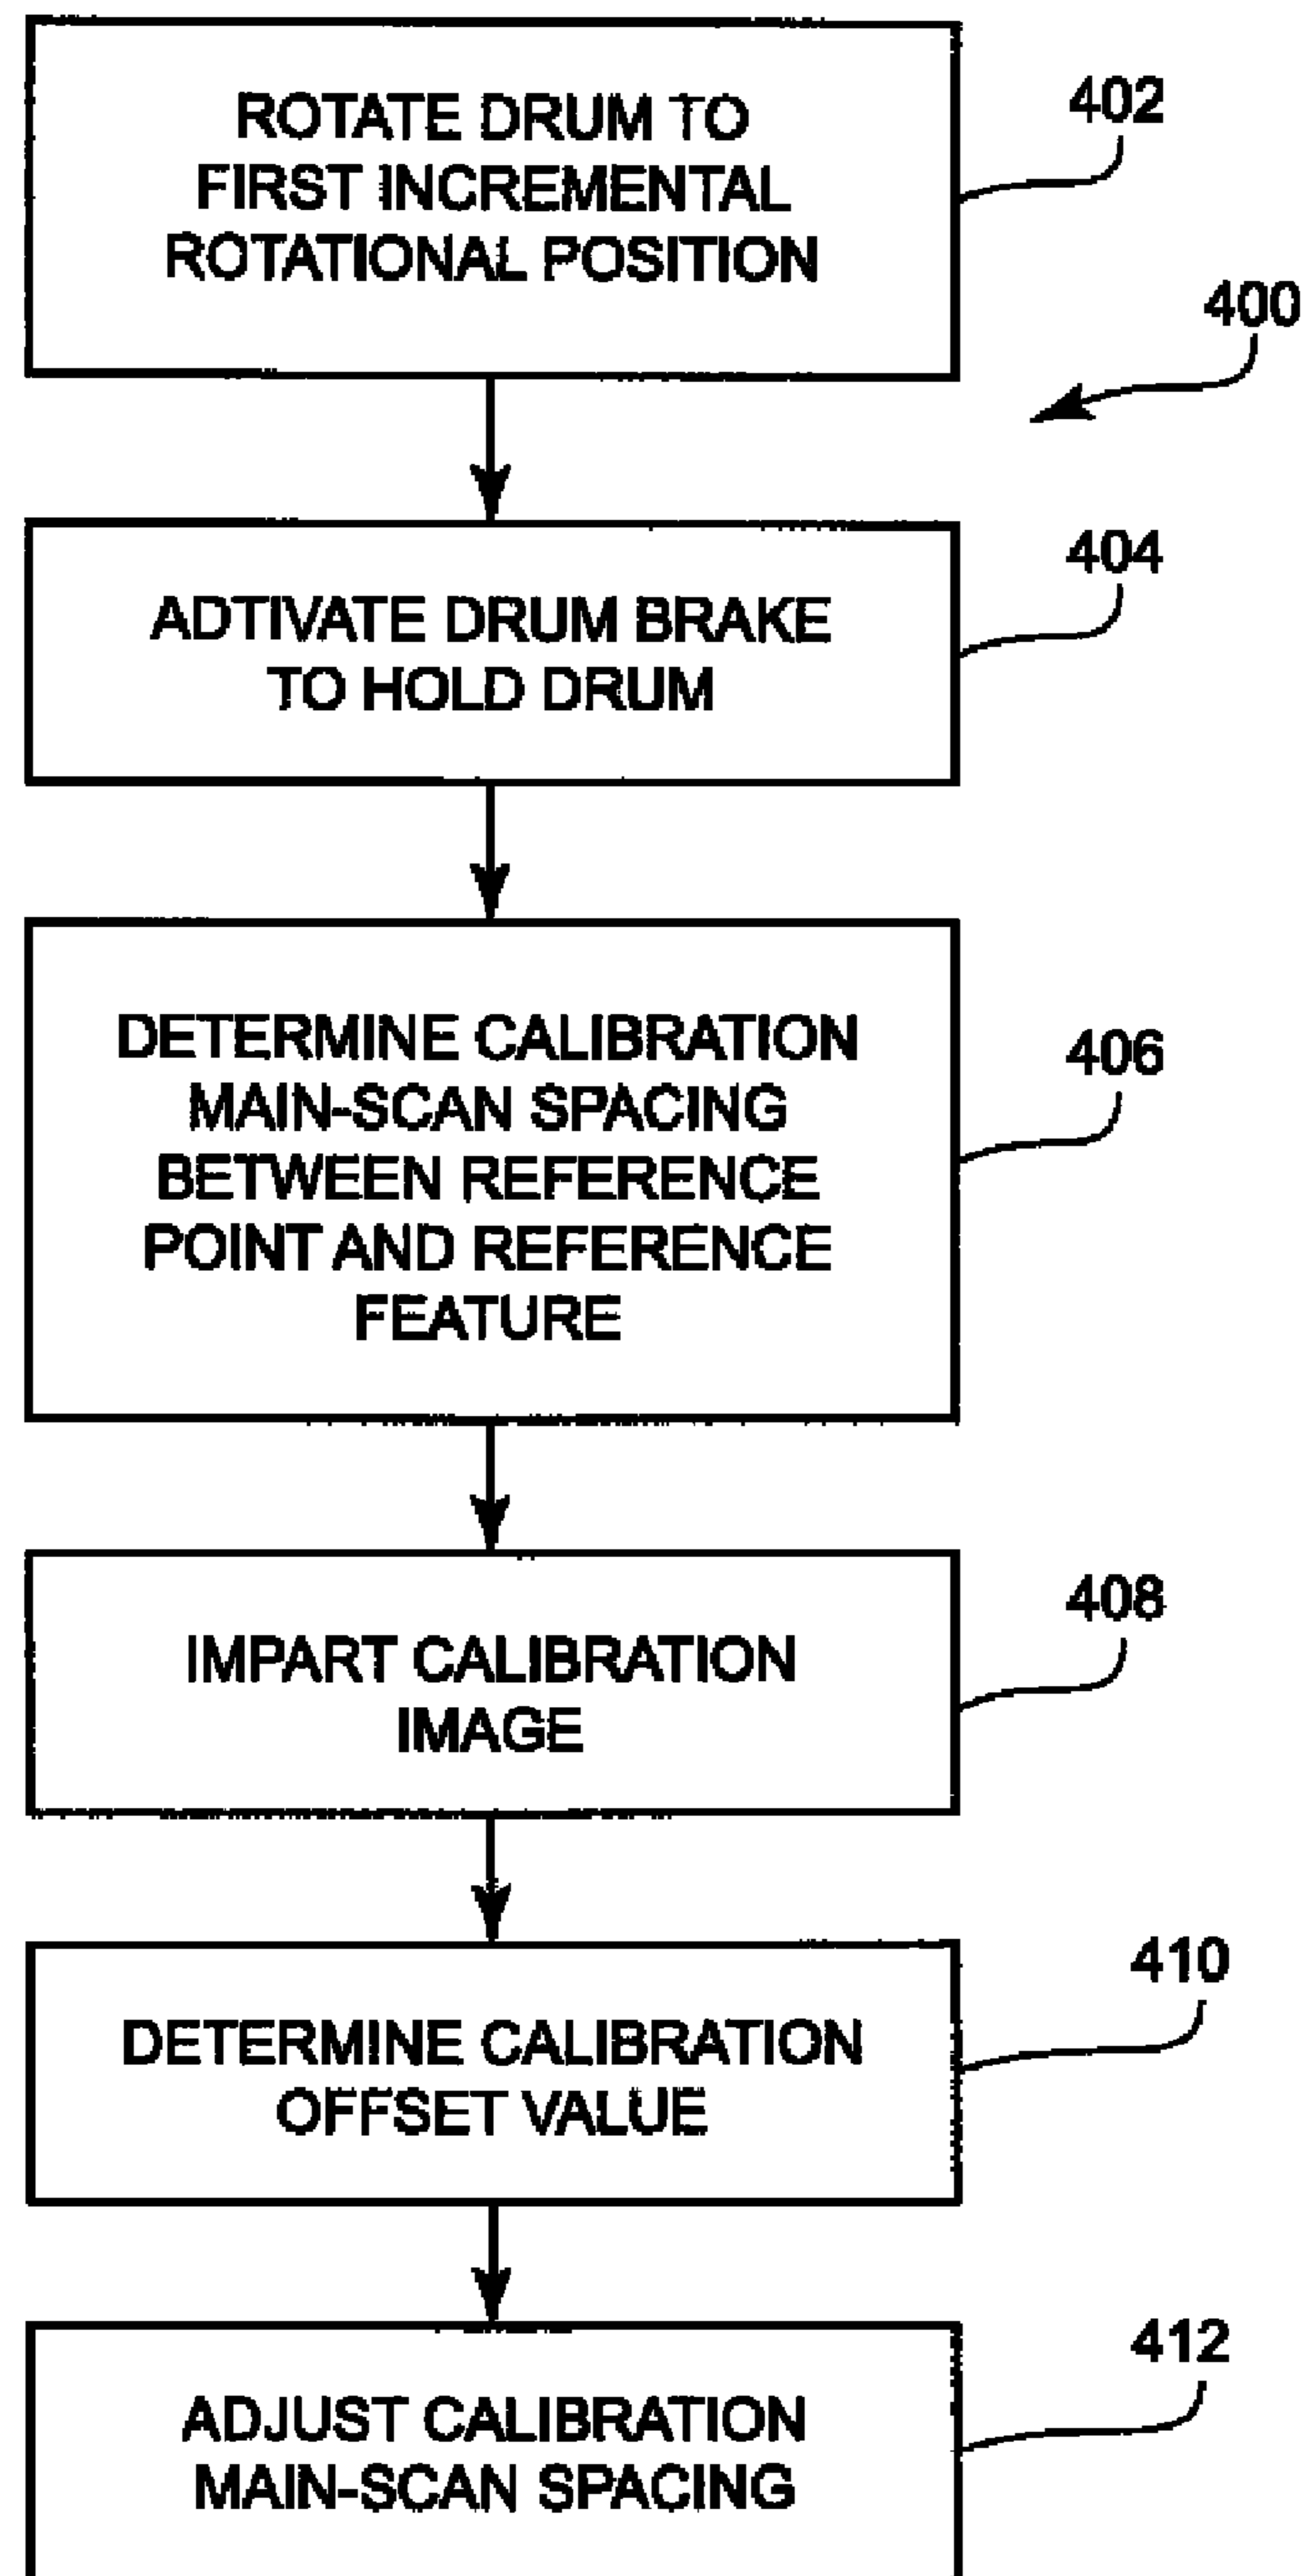 ROTATE DRUM TO
FIRST INCREMENTAL
ROTATIONAL POSITION
402
400
ADTIVATE DRUM BRAKE
TO HOLD DRUM
404
DETERMINE CALIBRATION
MAIN-SCAN SPACING
BETWEEN REFERENCE
POINT AND REFERENCE
FEATURE
406
IMPART CALIBRATION
IMAGE
408
DETERMINE CALIBRATION
OFFSET VALUE
410
ADJUST CALIBRATION
MAIN-SCAN SPACING
412